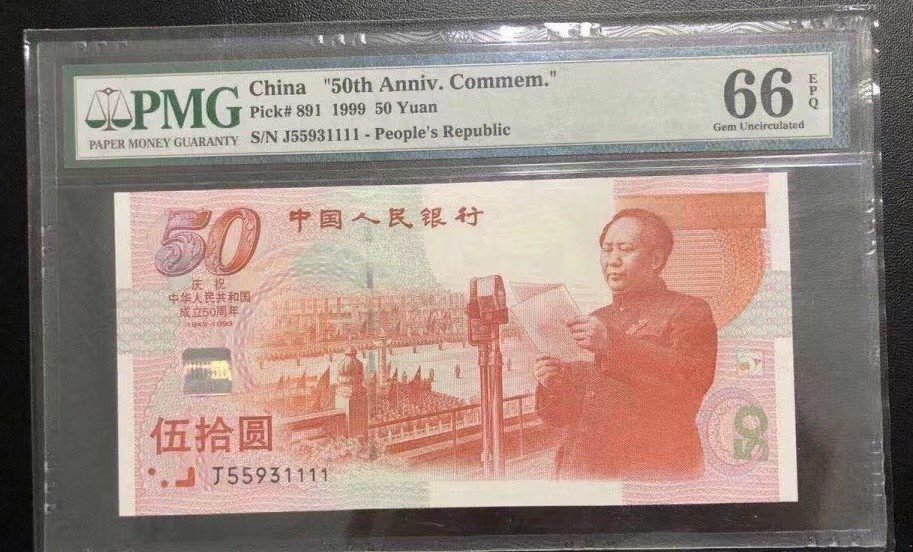 PMG
PAPER MONEY GUARANTY
China "50th Anniv. Commem."
Pick# 891 1999 50 Yuan
S/N J55931111 - People's Republic
66
EPQ
Gem Uncirculated
50
中国人民银行
庆祝
中华人民共和国
成立50周年
1949-1999
伍拾圆
J55931111
50